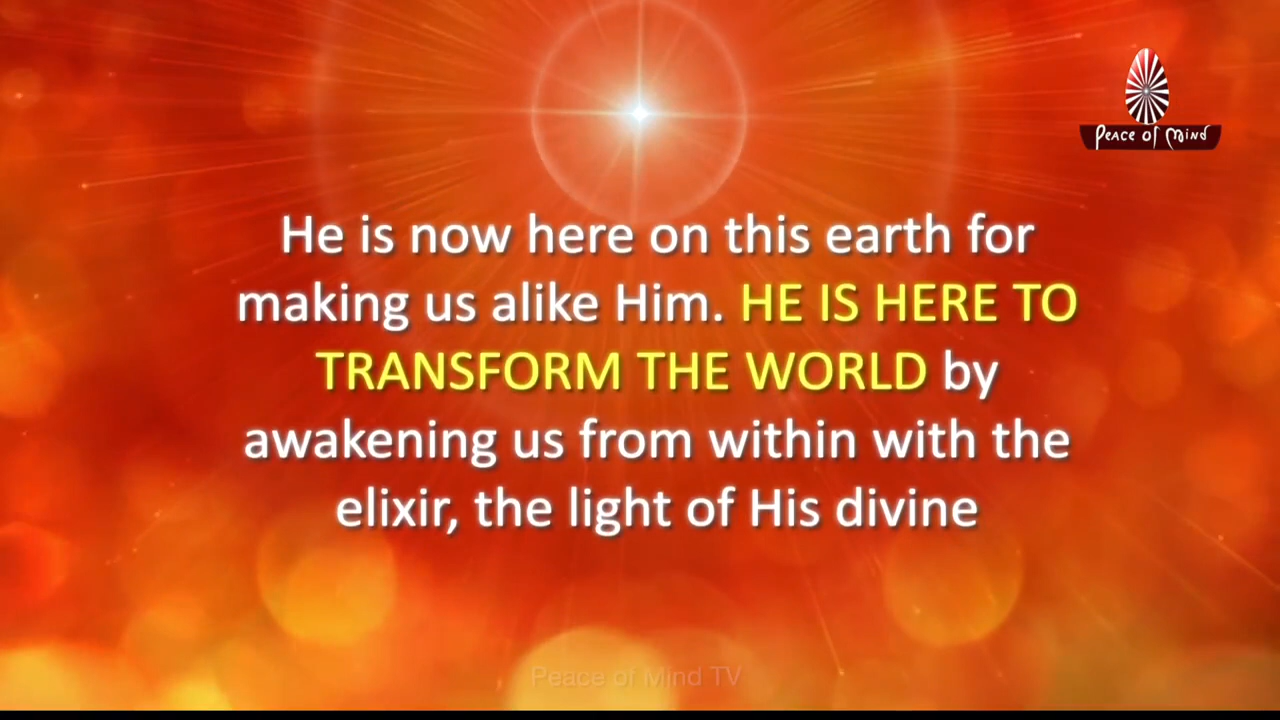 Peace of Mind
He is now here on this earth for
making us alike Him. HE IS HERE TO
TRANSFORM THE WORLD by
awakening us from within with the
elixir, the light of His divine
Peace of Mind TV